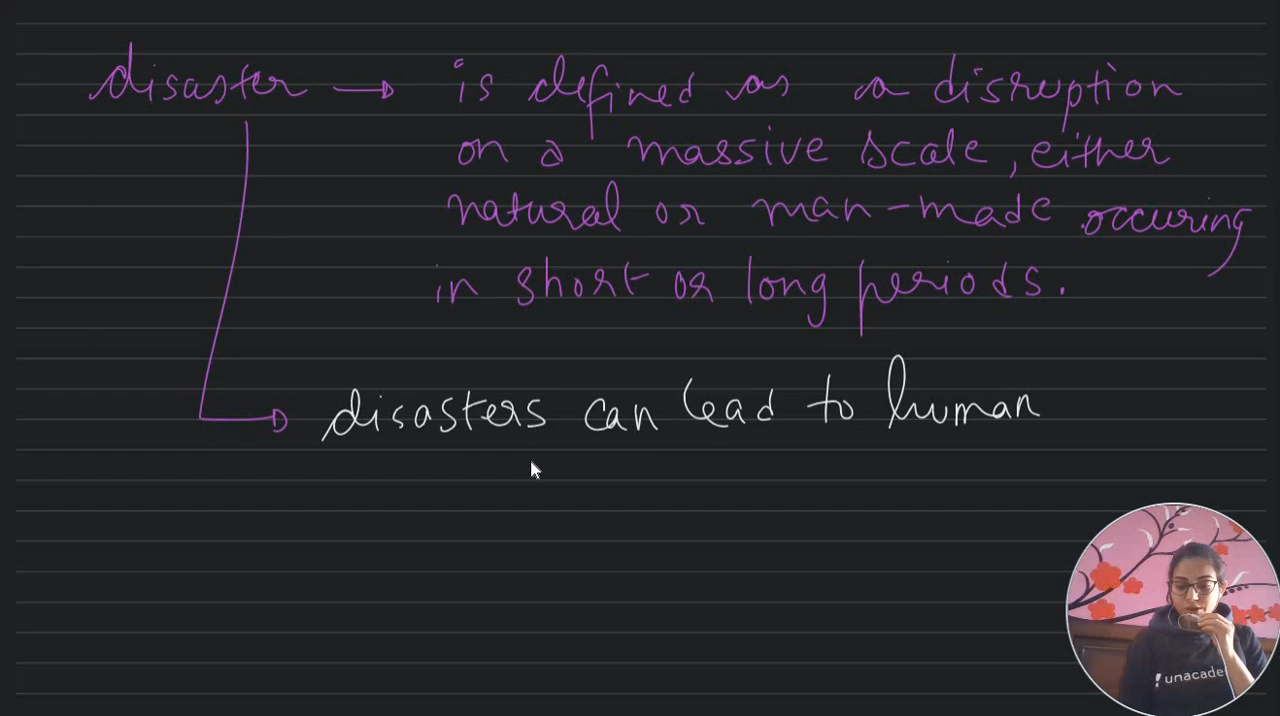 disaster → is defined as a disruption
on a massive scale, either
natural or man-made occuring
in short or long periods.
disasters can lead to human
unacade